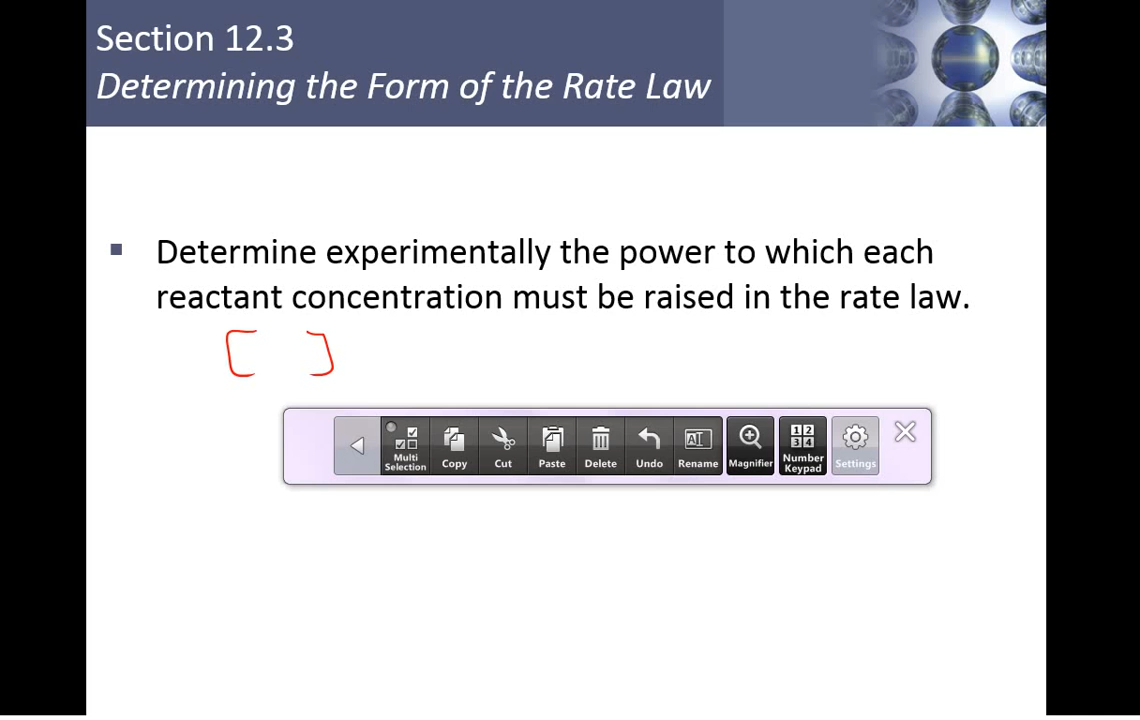 Section 12.3
Determining the Form of the Rate Law
▪ Determine experimentally the power to which each
reactant concentration must be raised in the rate law.
[ ]
Multi Selection Copy Cut Paste Delete Undo AI Rename Magnifier 1 2 3 4 Number Keypad Settings